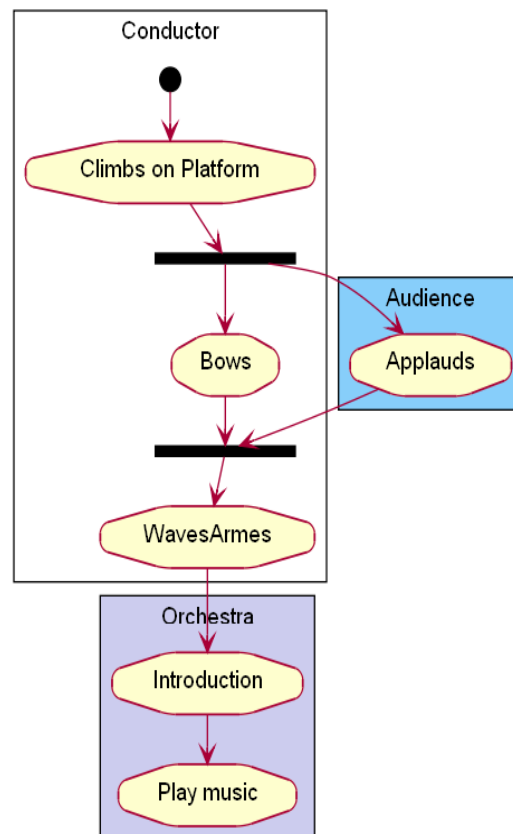 Conductor
Climbs on Platform
Audience
Bows
Applauds
WavesArmes
Orchestra
Introduction
Play music